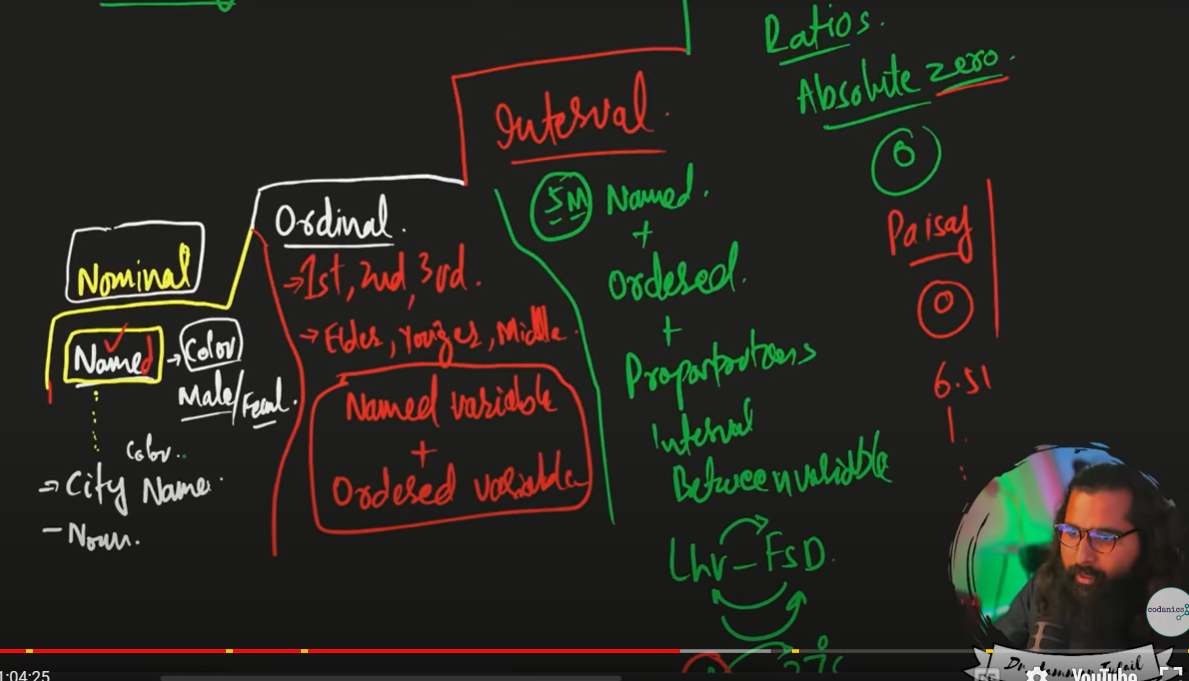 Nominal
Named
Color
Male/Feml.
Color..
City Name
Noun.
Ordinal.
1st, 2nd, 3rd.
Elder, Younger, Middle.
Named variable
+
Ordered variable
Interval.
5M Named.
+
Ordered.
+
Proportions
Interval
Between variable
Lhr – FSD
Ratios.
Absolute zero.
0
Paisay
0
6.51
1.
codanics
YouTube
1:04:25